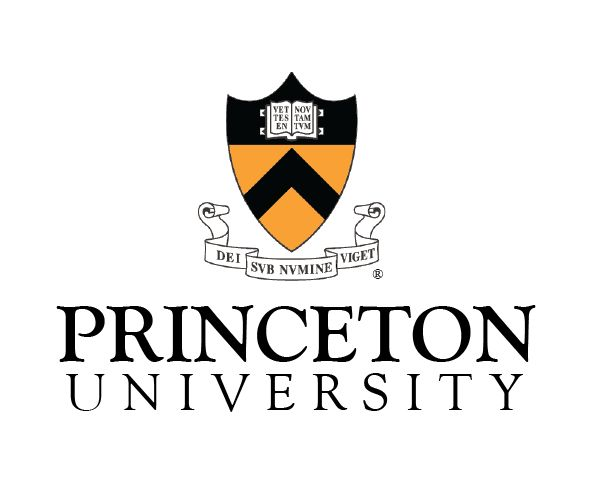 VET NOV
TES TAM
EN TVM
DEI SVB NVMINE VIGET
®
PRINCETON
UNIVERSITY